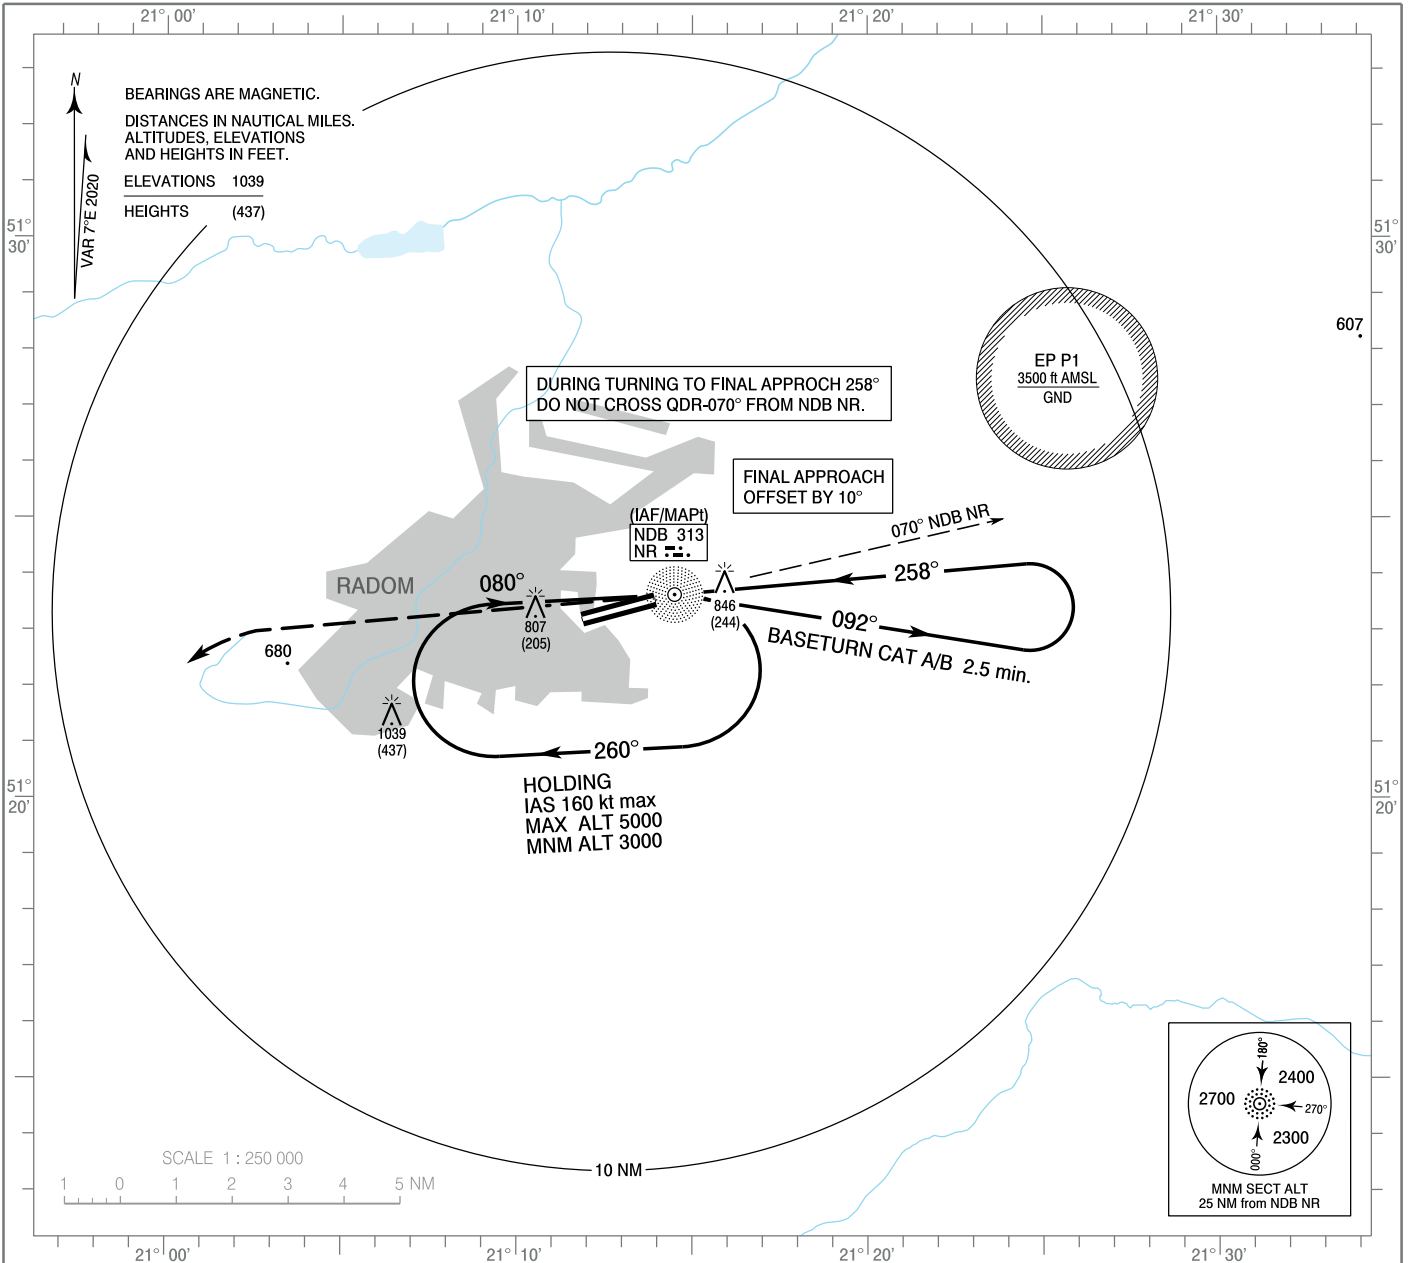 21° 00'
21° 10'
21° 20'
21° 30'
N
VAR 7°E 2020
BEARINGS ARE MAGNETIC.
DISTANCES IN NAUTICAL MILES.
ALTITUDES, ELEVATIONS
AND HEIGHTS IN FEET.
ELEVATIONS 1039
HEIGHTS (437)
51°
30'
51°
30'
607
EP P1
3500 ft AMSL
GND
DURING TURNING TO FINAL APPROCH 258°
DO NOT CROSS QDR-070° FROM NDB NR.
FINAL APPROACH
OFFSET BY 10°
(IAF/MAPt)
NDB 313
NR
070° NDB NR
RADOM
080°
258°
846
(244)
092°
BASETURN CAT A/B 2.5 min.
807
(205)
680
1039
(437)
260°
HOLDING
IAS 160 kt max
MAX ALT 5000
MNM ALT 3000
51°
20'
51°
20'
SCALE 1 : 250 000
1 0 1 2 3 4 5 NM
10 NM
180°
2400
2700
270°
2300
000°
MNM SECT ALT
25 NM from NDB NR
21° 00'
21° 10'
21° 20'
21° 30'